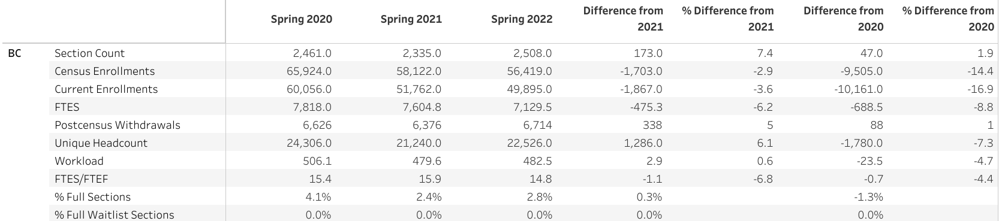 Spring 2020 Spring 2021 Spring 2022 Difference from 2021 % Difference from 2021 Difference from 2020 % Difference from 2020
BC Section Count 2,461.0 2,335.0 2,508.0 173.0 7.4 47.0 1.9
Census Enrollments 65,924.0 58,122.0 56,419.0 -1,703.0 -2.9 -9,505.0 -14.4
Current Enrollments 60,056.0 51,762.0 49,895.0 -1,867.0 -3.6 -10,161.0 -16.9
FTES 7,818.0 7,604.8 7,129.5 -475.3 -6.2 -688.5 -8.8
Postcensus Withdrawals 6,626 6,376 6,714 338 5 88 1
Unique Headcount 24,306.0 21,240.0 22,526.0 1,286.0 6.1 -1,780.0 -7.3
Workload 506.1 479.6 482.5 2.9 0.6 -23.5 -4.7
FTES/FTEF 15.4 15.9 14.8 -1.1 -6.8 -0.7 -4.4
% Full Sections 4.1% 2.4% 2.8% 0.3% -1.3%
% Full Waitlist Sections 0.0% 0.0% 0.0% 0.0% 0.0%